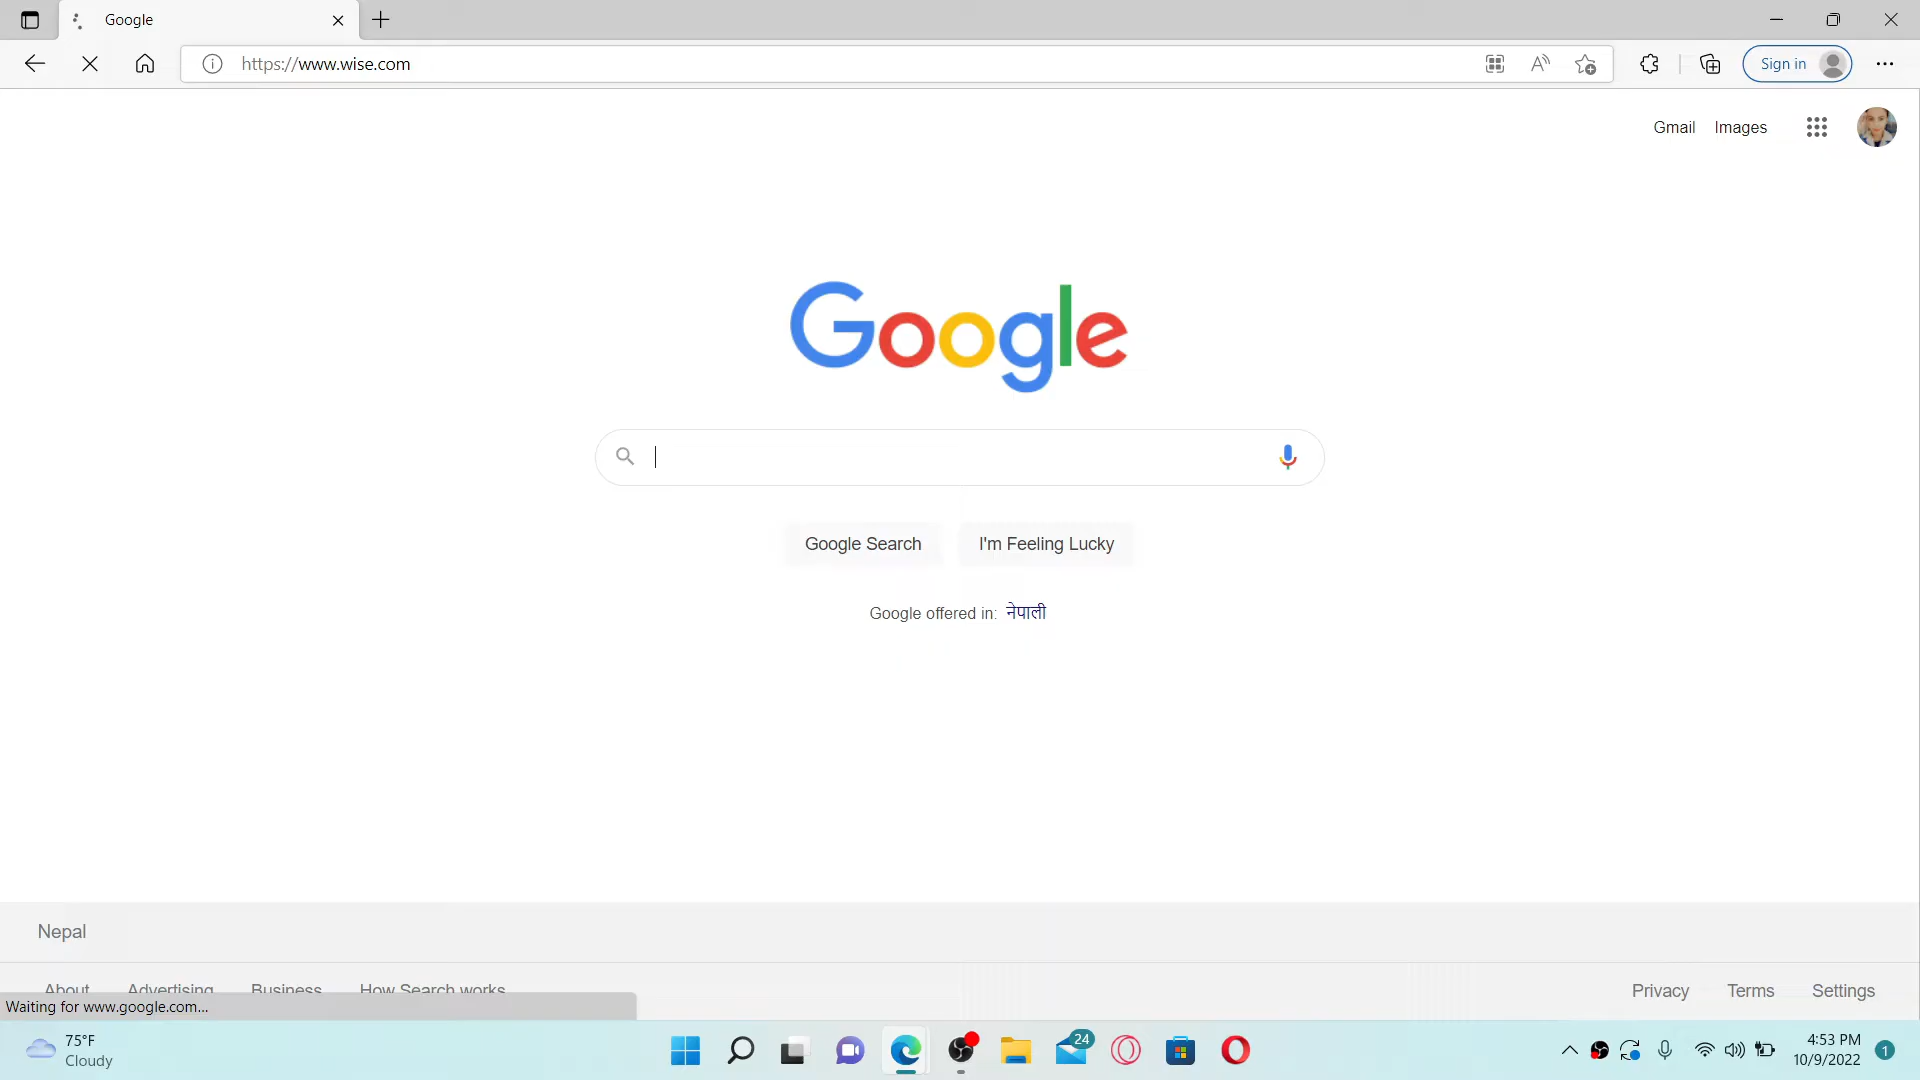 Google
https://www.wise.com
Sign in
Gmail Images
Google
Google Search I'm Feeling Lucky
Google offered in: नेपाली
Nepal
About Advertising Business How Search works
Privacy Terms Settings
Waiting for www.google.com...
75°F
Cloudy
24
4:53 PM
10/9/2022
1